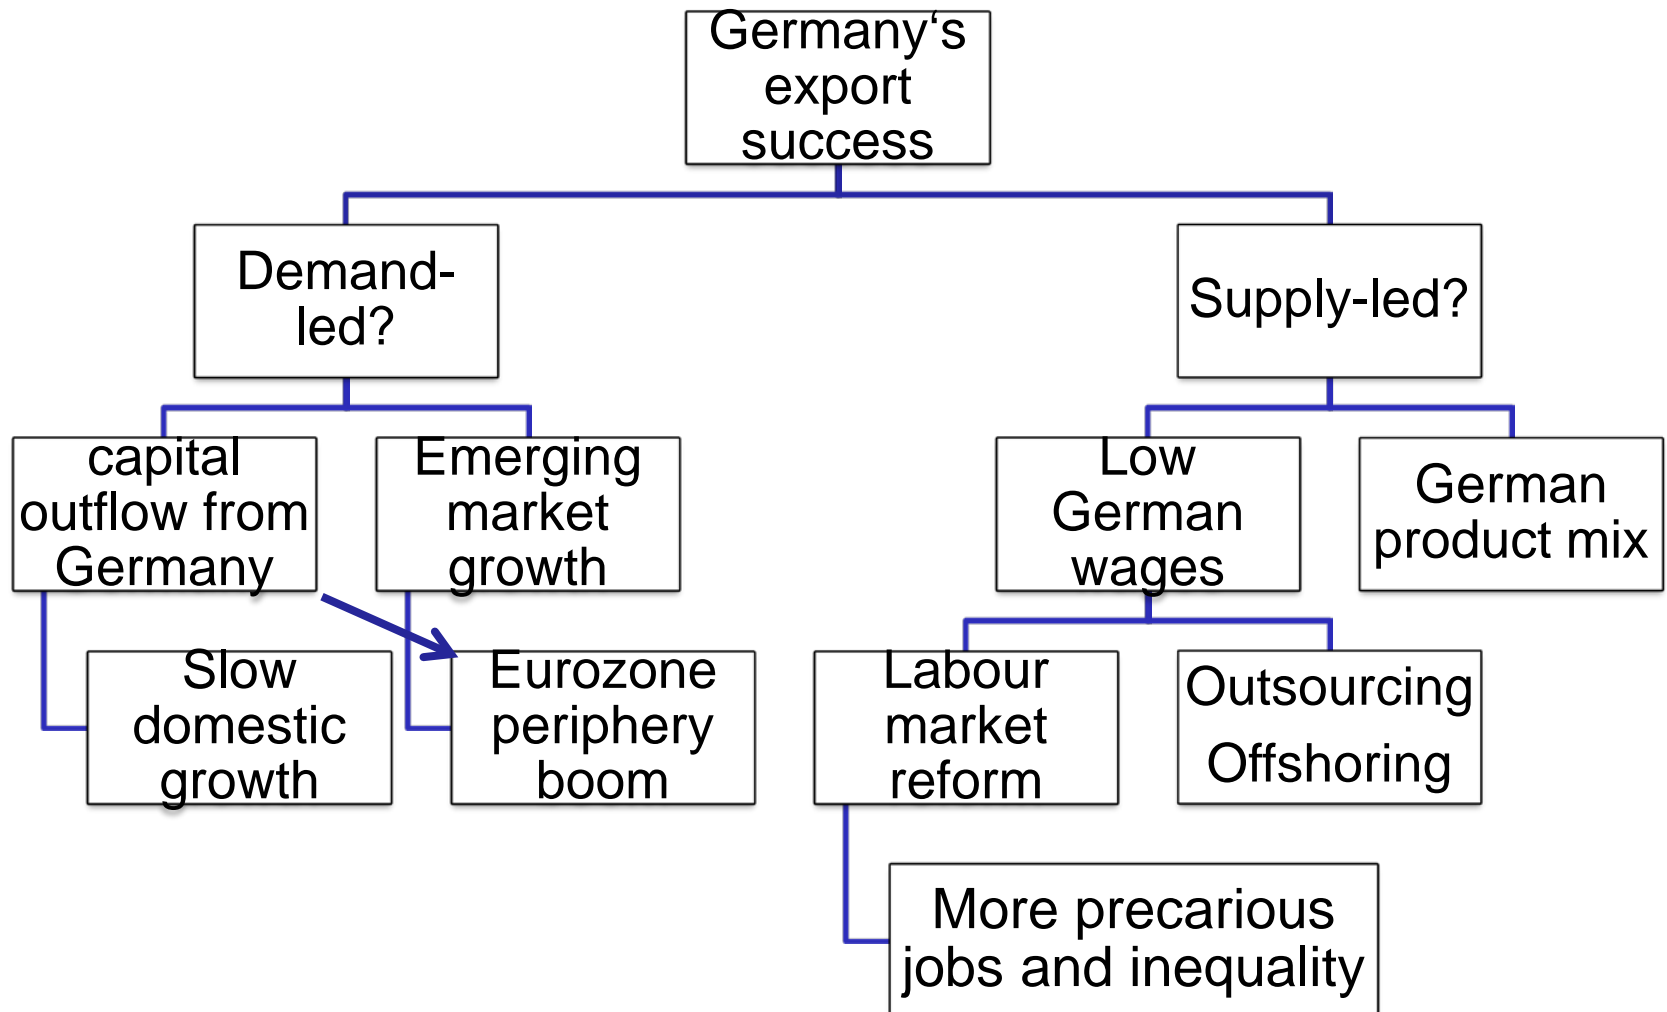 Germany‘s
export
success
Demand-
led?
Supply-led?
capital
outflow from
Germany
Emerging
market
growth
Low
German
wages
German
product mix
Slow
domestic
growth
Eurozone
periphery
boom
Labour
market
reform
Outsourcing
Offshoring
More precarious
jobs and inequality